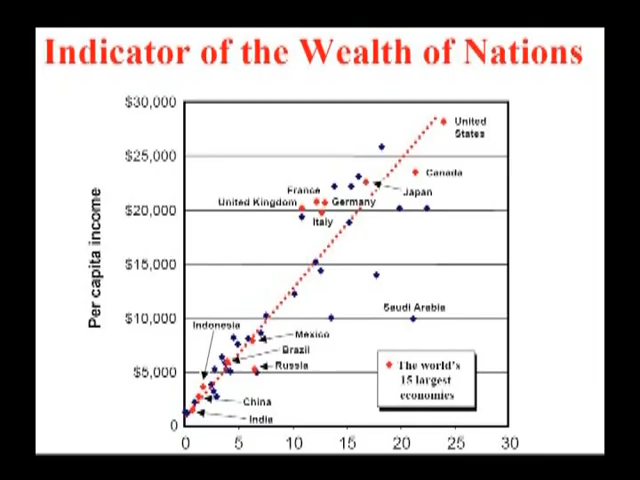 Indicator of the Wealth of Nations
Per capita income
$30,000
$25,000
$20,000
$15,000
$10,000
$5,000
0
0
5
10
15
20
25
30
United
States
Canada
Japan
France
Germany
United Kingdom
Italy
Saudi Arabia
Indonesia
Mexico
Brazil
Russia
China
India
The world's
15 largest
economies